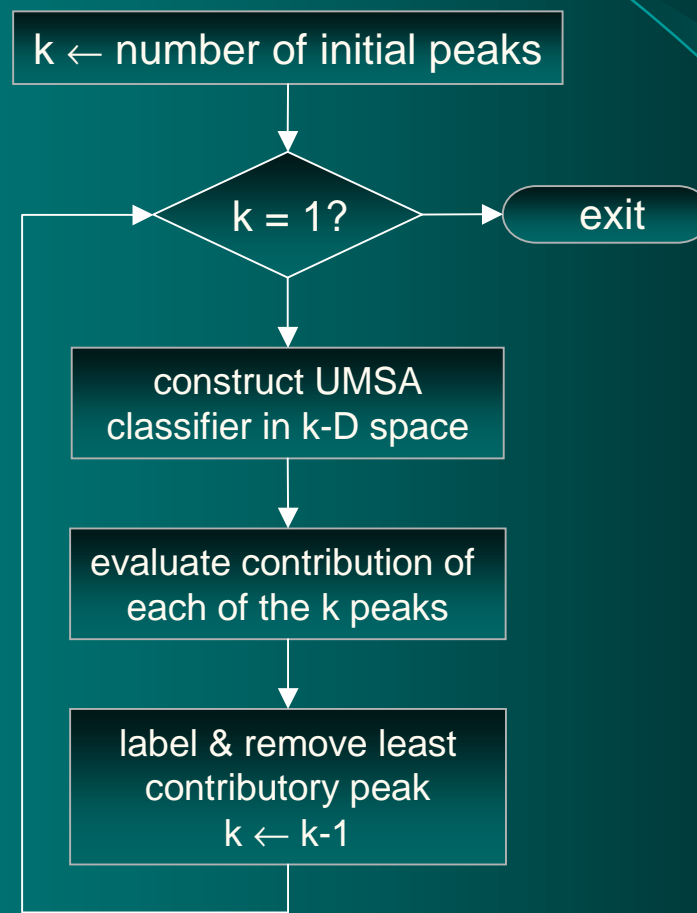 k ← number of initial peaks
k = 1?
exit
construct UMSA
classifier in k-D space
evaluate contribution of
each of the k peaks
label & remove least
contributory peak
k ← k-1